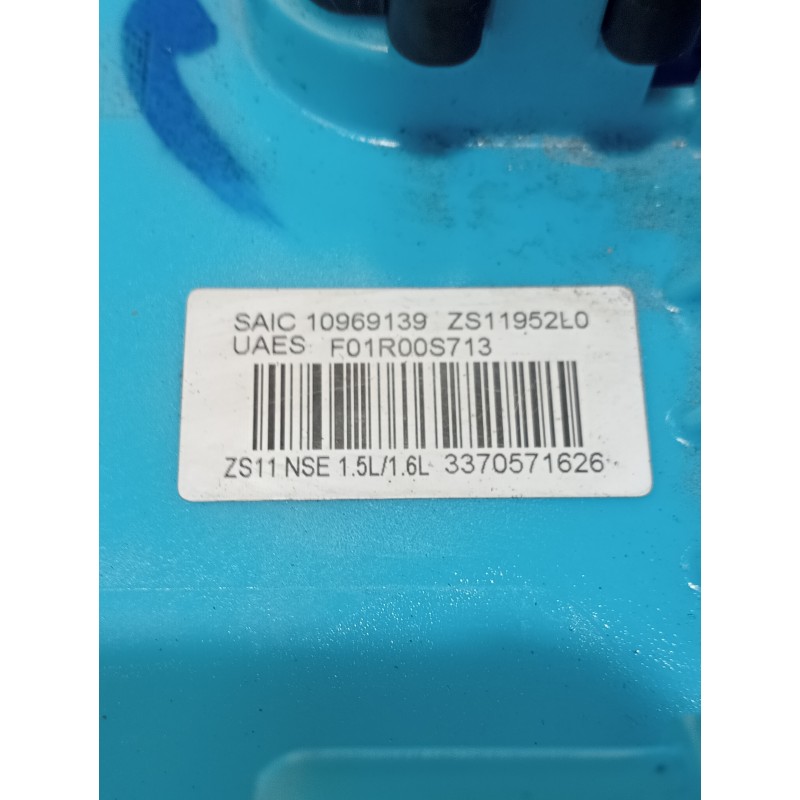 SAIC 10969139 ZS11952L0
UAES F01R00S713
ZS11 NSE 1.5L/1.6L 3370571626